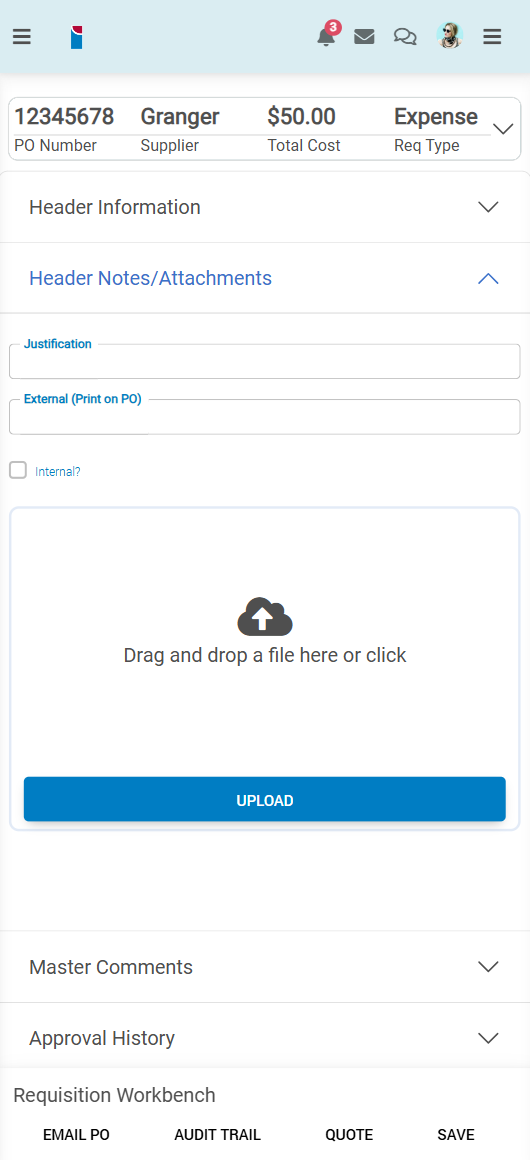 3
12345678 Granger $50.00 Expense
PO Number Supplier Total Cost Req Type
Header Information
Header Notes/Attachments
Justification
External (Print on PO)
Internal?
Drag and drop a file here or click
UPLOAD
Master Comments
Approval History
Requisition Workbench
EMAIL PO AUDIT TRAIL QUOTE SAVE